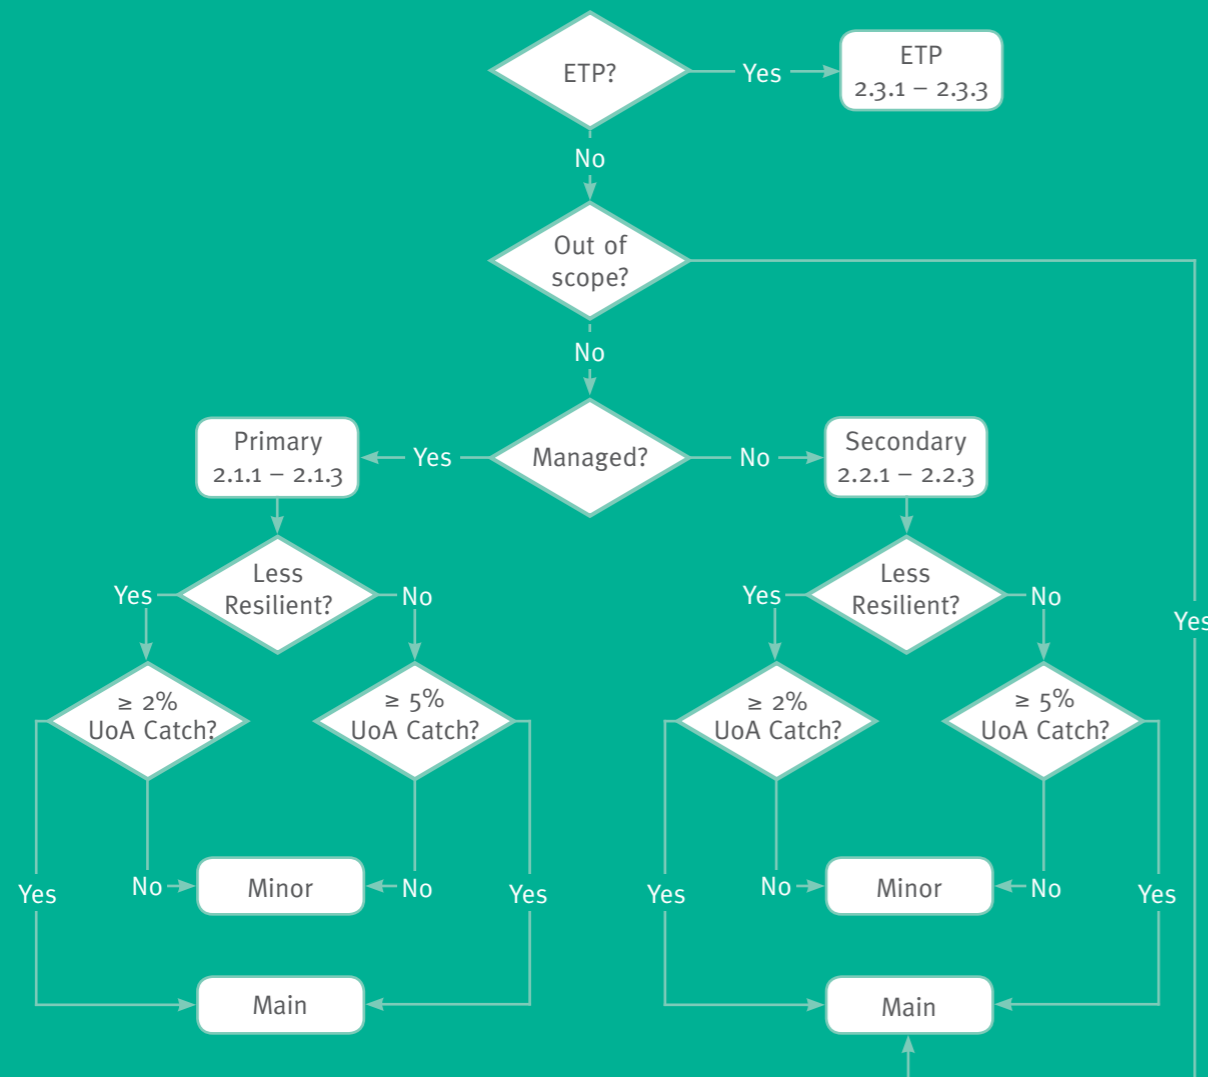 ETP?
Yes
ETP
2.3.1 – 2.3.3
No
Out of
scope?
No
Primary
2.1.1 – 2.1.3
Yes
Managed?
No
Secondary
2.2.1 – 2.2.3
Less
Resilient?
Yes
No
Less
Resilient?
Yes
No
Yes
≥ 2%
UoA Catch?
≥ 5%
UoA Catch?
≥ 2%
UoA Catch?
≥ 5%
UoA Catch?
Yes
No
Minor
No
Yes
Yes
No
Minor
No
Yes
Main
Main